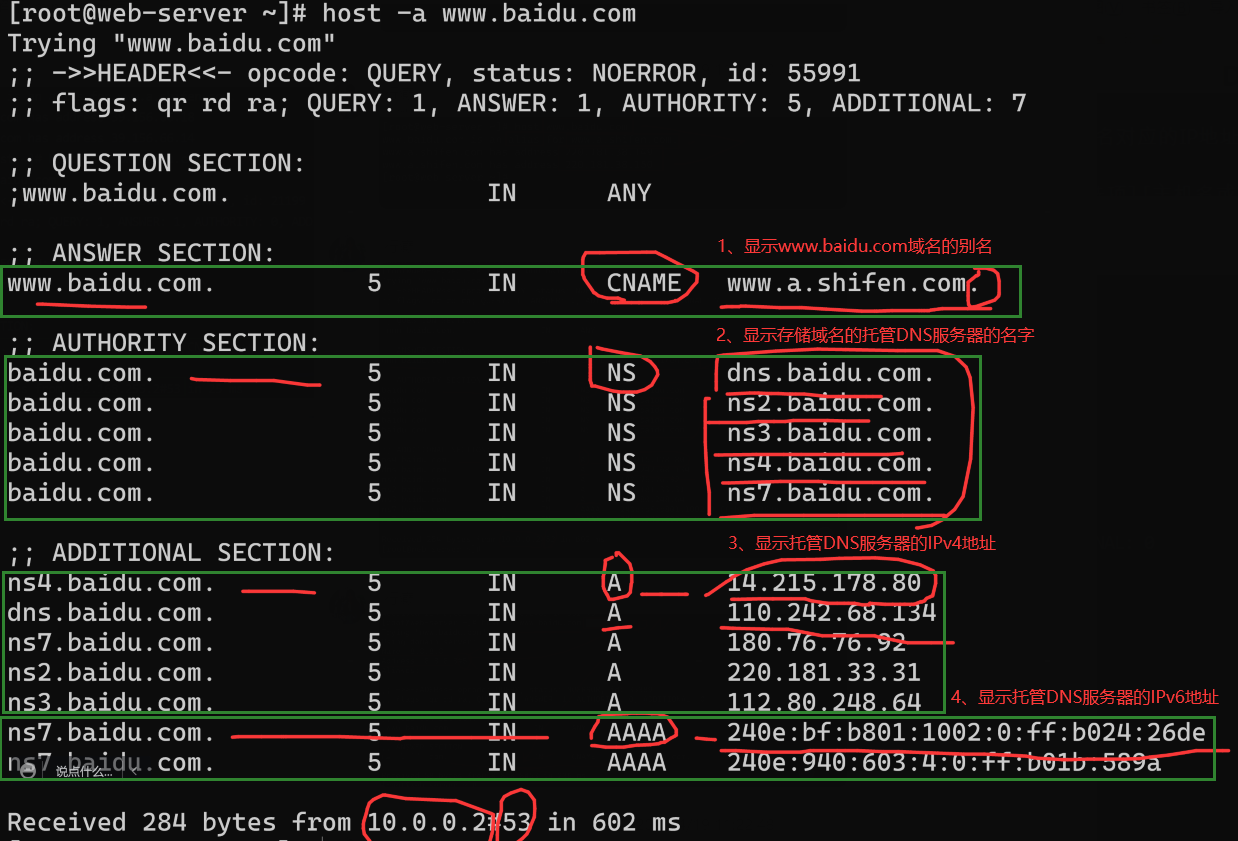 [root@web-server ~]# host -a www.baidu.com
Trying "www.baidu.com"
;; ->>HEADER<<- opcode: QUERY, status: NOERROR, id: 55991
;; flags: qr rd ra; QUERY: 1, ANSWER: 1, AUTHORITY: 5, ADDITIONAL: 7
;; QUESTION SECTION:
;www.baidu.com. IN ANY
;; ANSWER SECTION:
1、显示www.baidu.com域名的别名
www.baidu.com. 5 IN CNAME www.a.shifen.com.
;; AUTHORITY SECTION:
2、显示存储域名的托管DNS服务器的名字
baidu.com. 5 IN NS dns.baidu.com.
baidu.com. 5 IN NS ns2.baidu.com.
baidu.com. 5 IN NS ns3.baidu.com.
baidu.com. 5 IN NS ns4.baidu.com.
baidu.com. 5 IN NS ns7.baidu.com.
;; ADDITIONAL SECTION:
3、显示托管DNS服务器的IPv4地址
ns4.baidu.com. 5 IN A 14.215.178.80
dns.baidu.com. 5 IN A 110.242.68.134
ns7.baidu.com. 5 IN A 180.76.76.92
ns2.baidu.com. 5 IN A 220.181.33.31
ns3.baidu.com. 5 IN A 112.80.248.64
4、显示托管DNS服务器的IPv6地址
ns7.baidu.com. 5 IN AAAA 240e:bf:b801:1002:0:ff:b024:26de
ns7.baidu.com. 5 IN AAAA 240e:940:603:4:0:ff:b01b:589a
说点什么...
Received 284 bytes from 10.0.0.2#53 in 602 ms